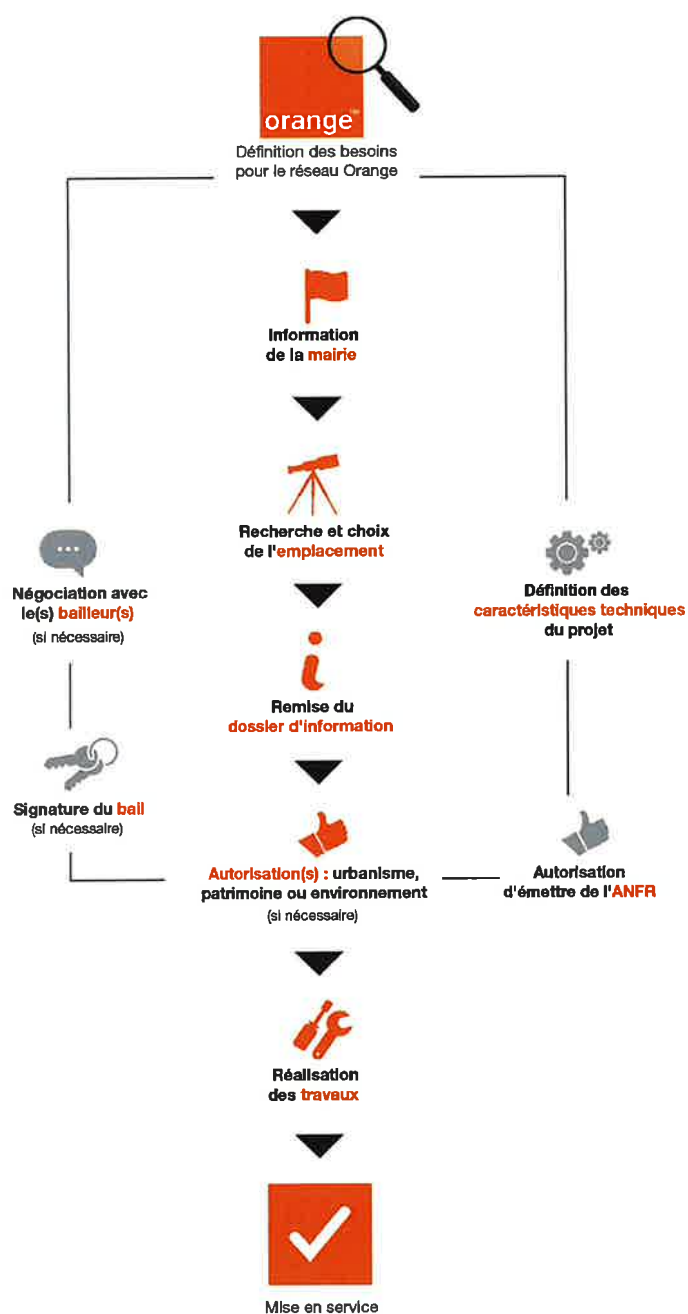 orange™
Définition des besoins
pour le réseau Orange
Information
de la mairie
Recherche et choix
de l'emplacement
Négociation avec
le(s) bailleur(s)
(si nécessaire)
Définition des
caractéristiques techniques
du projet
Remise du
dossier d'information
Signature du bail
(si nécessaire)
Autorisation(s) : urbanisme,
patrimoine ou environnement
(si nécessaire)
Autorisation
d'émettre de l'ANFR
Réalisation
des travaux
Mise en service